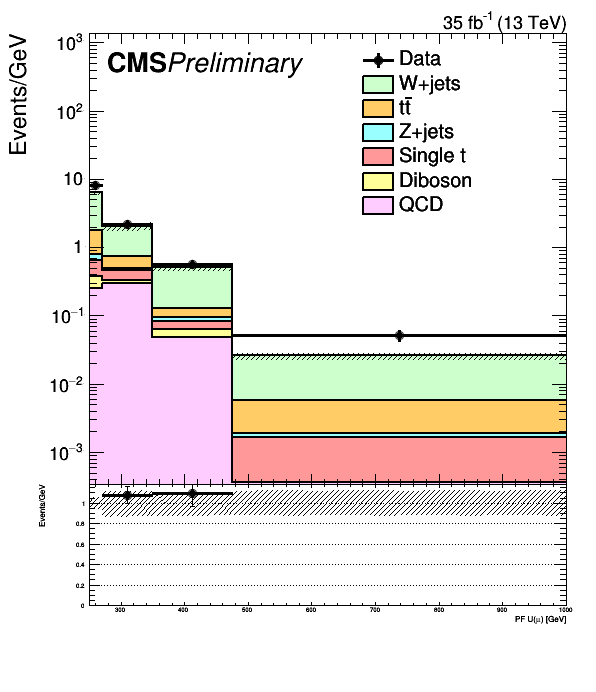 35 fb⁻¹ (13 TeV)
CMS Preliminary
Events/GeV
10³
10²
10
1
10⁻¹
10⁻²
10⁻³
Data
W+jets
tt̄
Z+jets
Single t
Diboson
QCD
Events/GeV
1
0.8
0.6
0.4
0.2
0
300 400 500 600 700 800 900 1000
PF U(μ) [GeV]